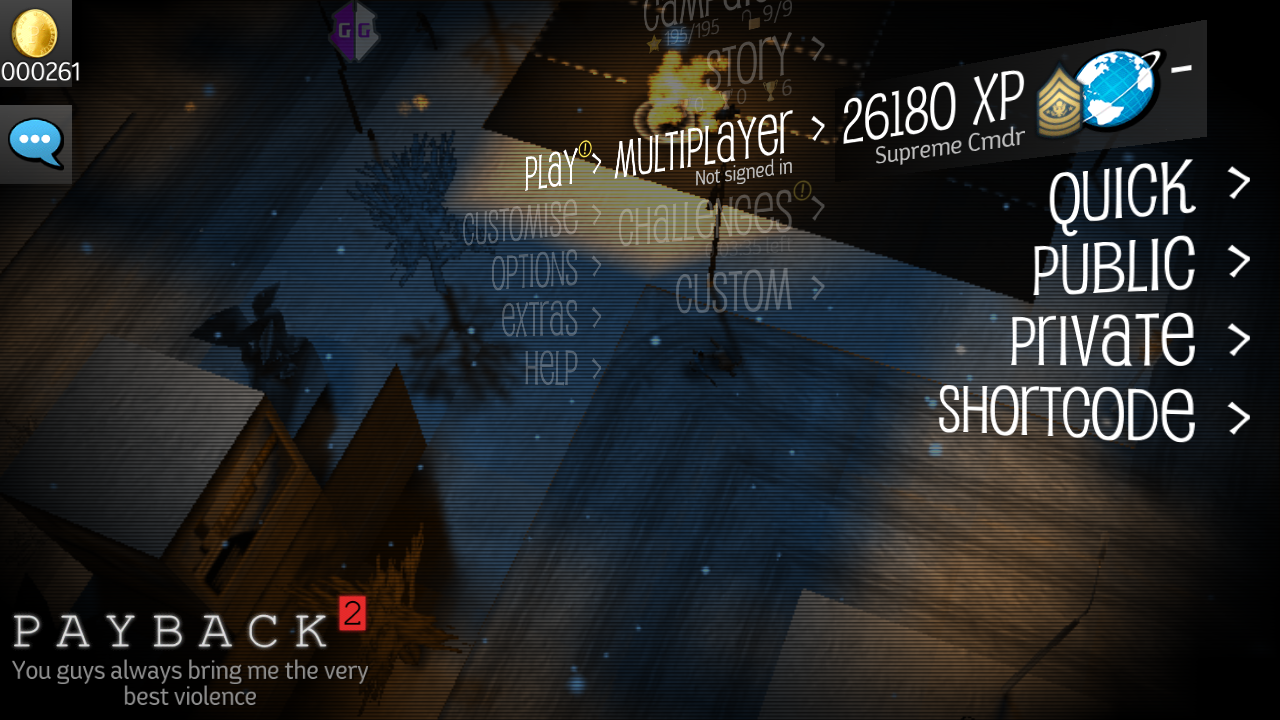 000261
GG
CAMPAIGN
195/195
9/9
STORY
6
PLAY
MULTIPLAYER
Not signed in
26180 XP
Supreme Cmdr
CUSTOMISE
CHALLENGES
OPTIONS
CUSTOM
EXTRAS
HELP
QUICK
PUBLIC
PRIVATE
SHORTCODE
PAYBACK 2
You guys always bring me the very
best violence